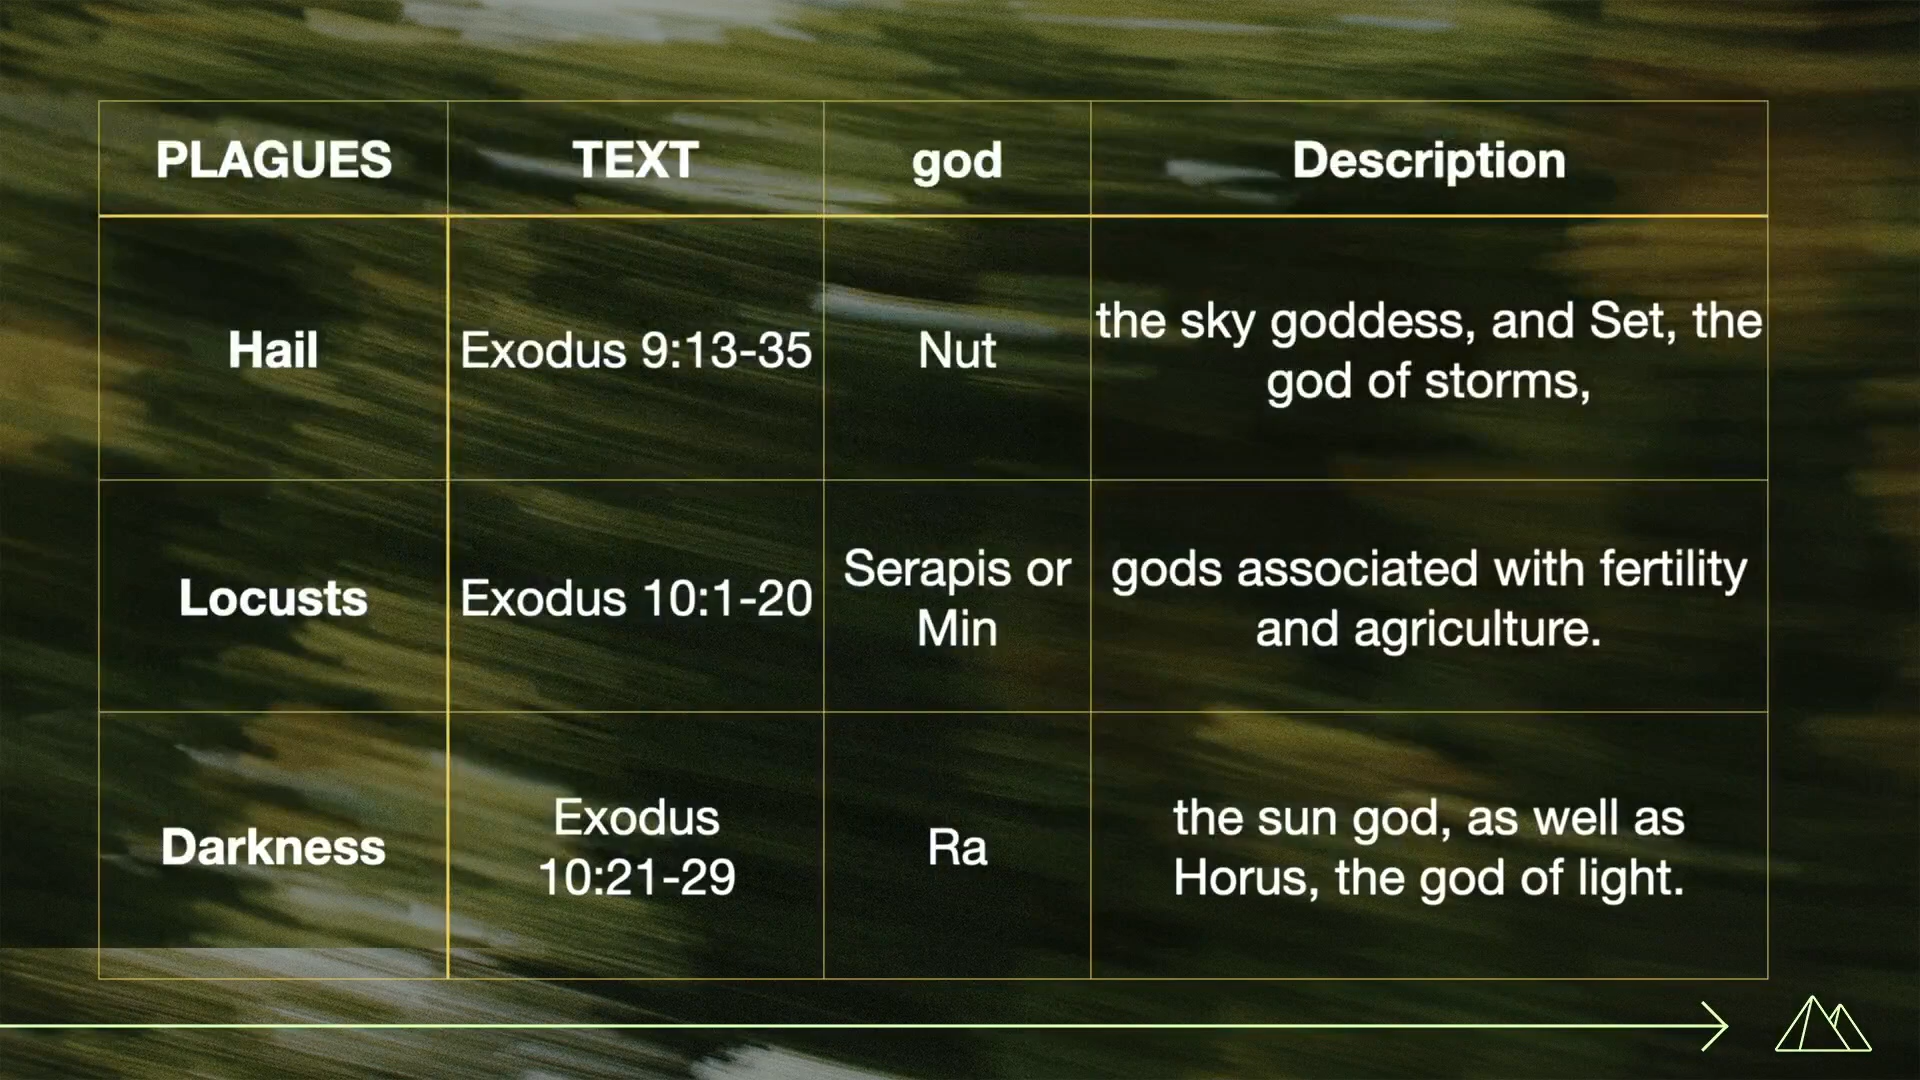 PLAGUES TEXT god Description
Hail Exodus 9:13-35 Nut the sky goddess, and Set, the
god of storms,
Locusts Exodus 10:1-20 Serapis or
Min gods associated with fertility
and agriculture.
Darkness Exodus
10:21-29 Ra the sun god, as well as
Horus, the god of light.